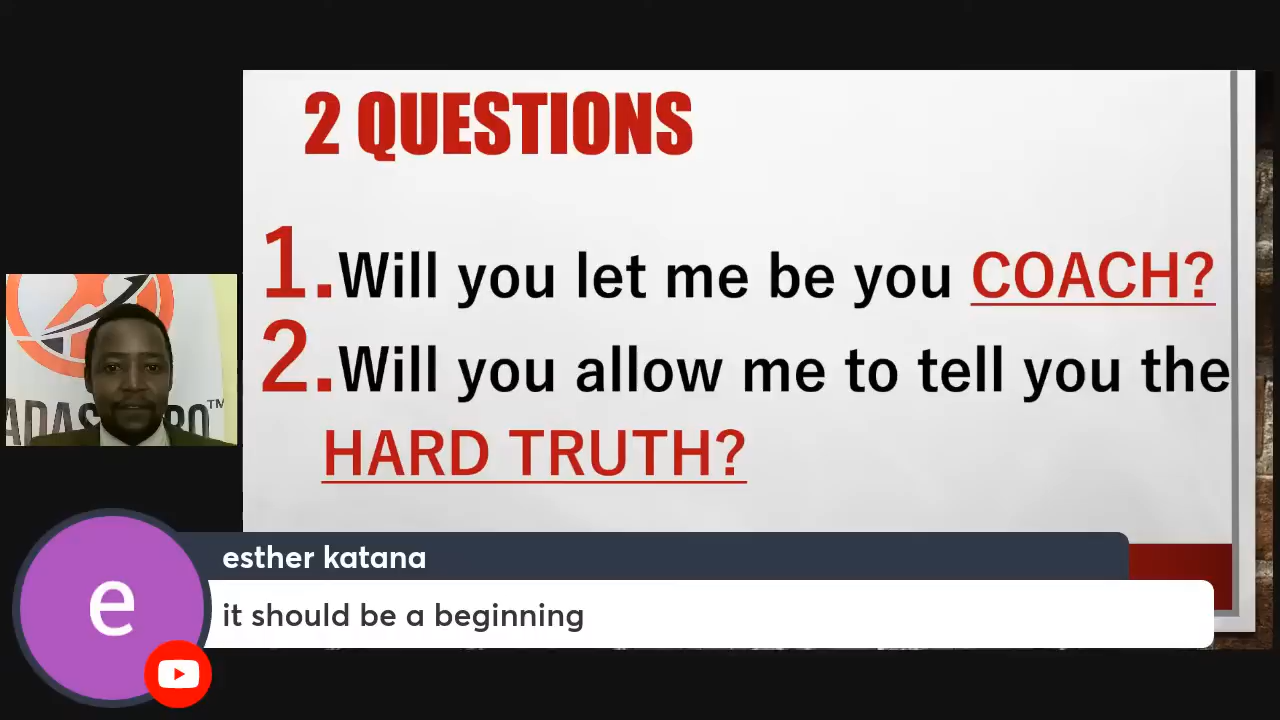 2 QUESTIONS
1.Will you let me be you COACH?
2.Will you allow me to tell you the
HARD TRUTH?
TM
e
esther katana
it should be a beginning